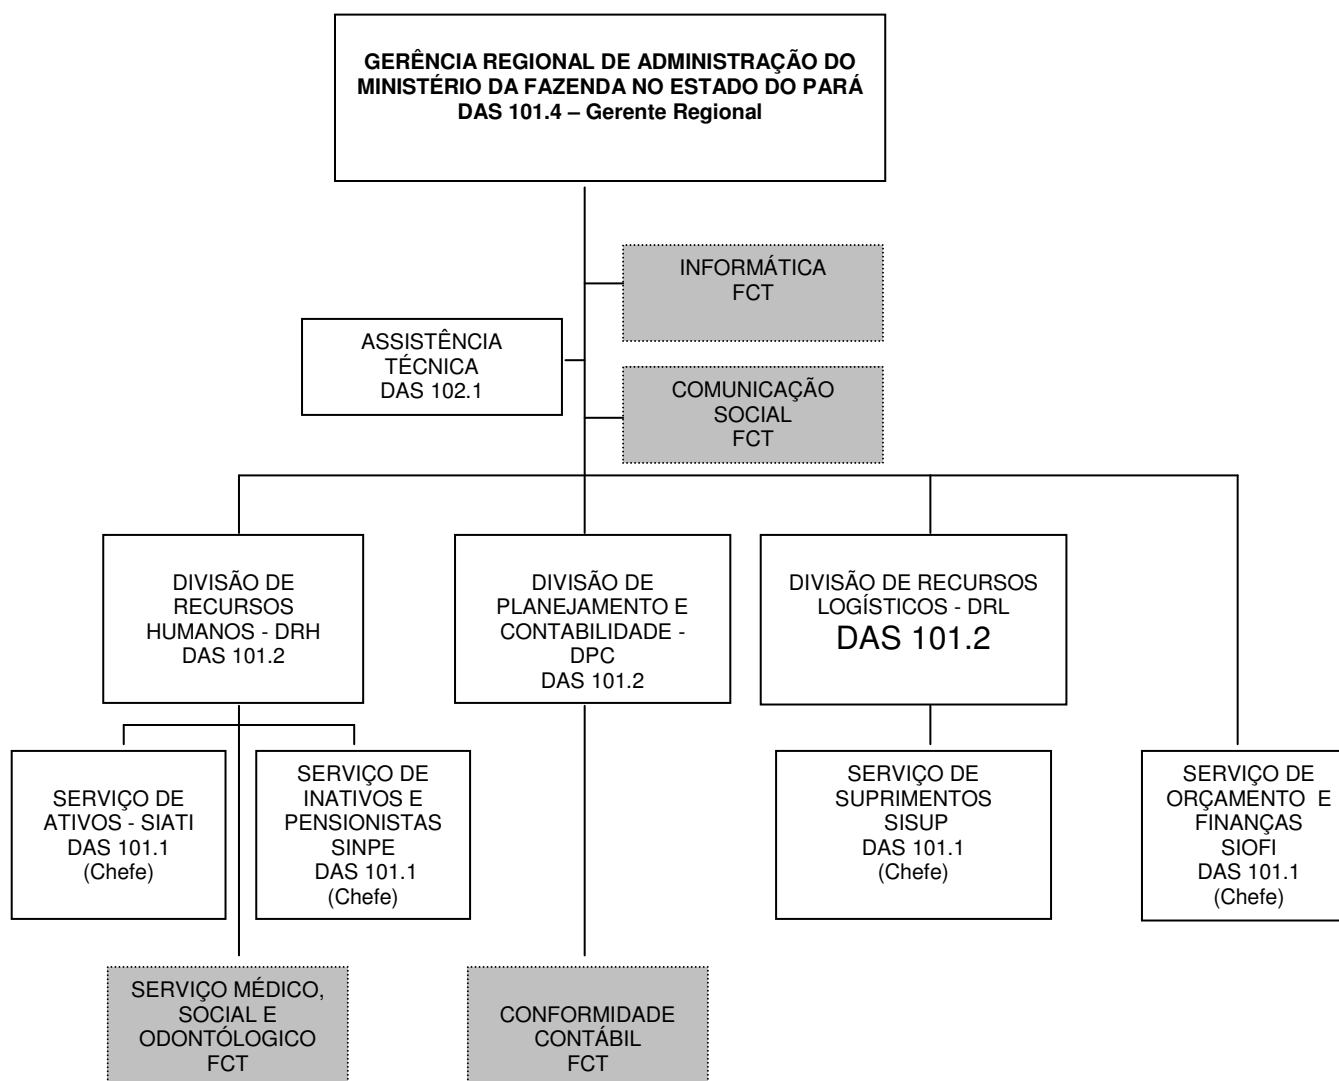 GERÊNCIA REGIONAL DE ADMINISTRAÇÃO DO
MINISTÉRIO DA FAZENDA NO ESTADO DO PARÁ
DAS 101.4 – Gerente Regional
INFORMÁTICA
FCT
ASSISTÊNCIA
TÉCNICA
DAS 102.1
COMUNICAÇÃO
SOCIAL
FCT
DIVISÃO DE
RECURSOS
HUMANOS - DRH
DAS 101.2
DIVISÃO DE
PLANEJAMENTO E
CONTABILIDADE -
DPC
DAS 101.2
DIVISÃO DE RECURSOS
LOGÍSTICOS - DRL
DAS 101.2
SERVIÇO DE
ATIVOS - SIATI
DAS 101.1
(Chefe)
SERVIÇO DE
INATIVOS E
PENSIONISTAS
SINPE
DAS 101.1
(Chefe)
SERVIÇO DE
SUPRIMENTOS
SISUP
DAS 101.1
(Chefe)
SERVIÇO DE
ORÇAMENTO E
FINANÇAS
SIOFI
DAS 101.1
(Chefe)
SERVIÇO MÉDICO,
SOCIAL E
ODONTÓLOGICO
FCT
CONFORMIDADE
CONTÁBIL
FCT